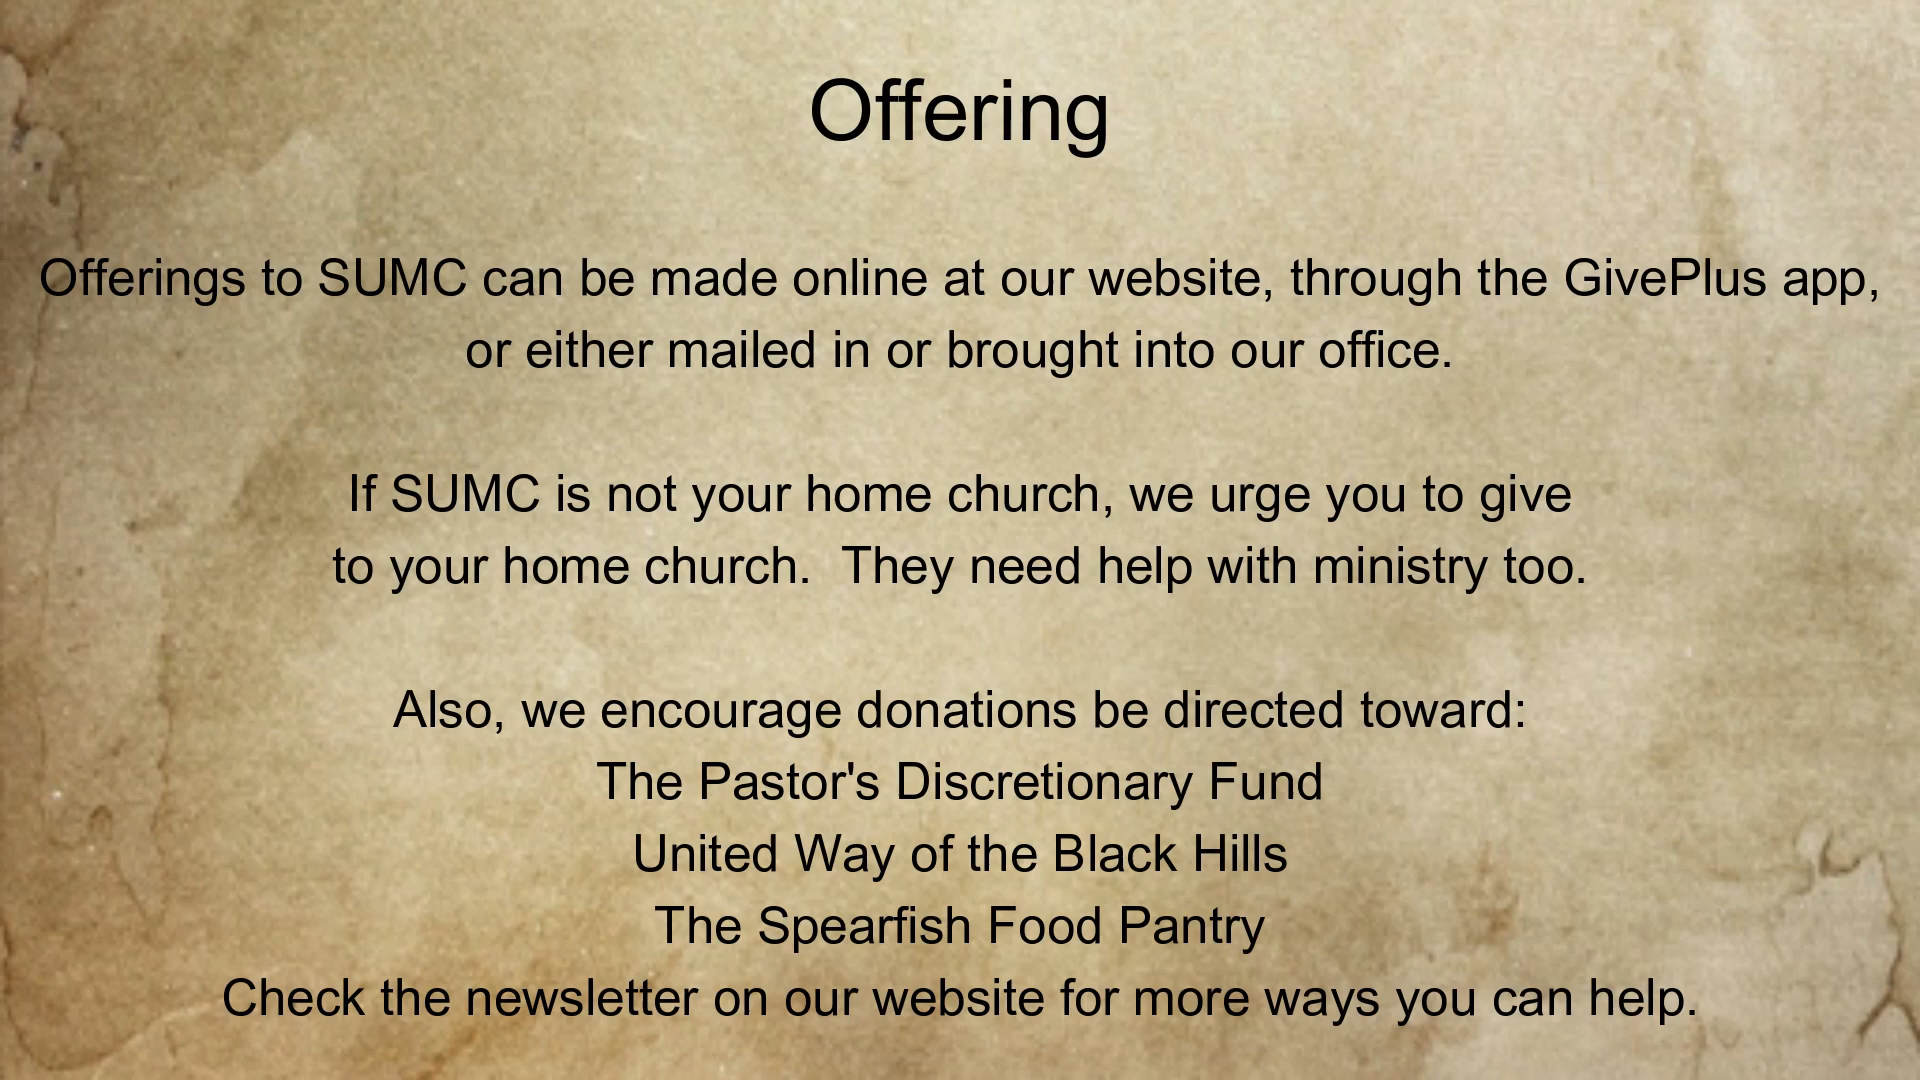 Offering
Offerings to SUMC can be made online at our website, through the GivePlus app,
or either mailed in or brought into our office.
If SUMC is not your home church, we urge you to give
to your home church.  They need help with ministry too.
Also, we encourage donations be directed toward:
The Pastor's Discretionary Fund
United Way of the Black Hills
The Spearfish Food Pantry
Check the newsletter on our website for more ways you can help.